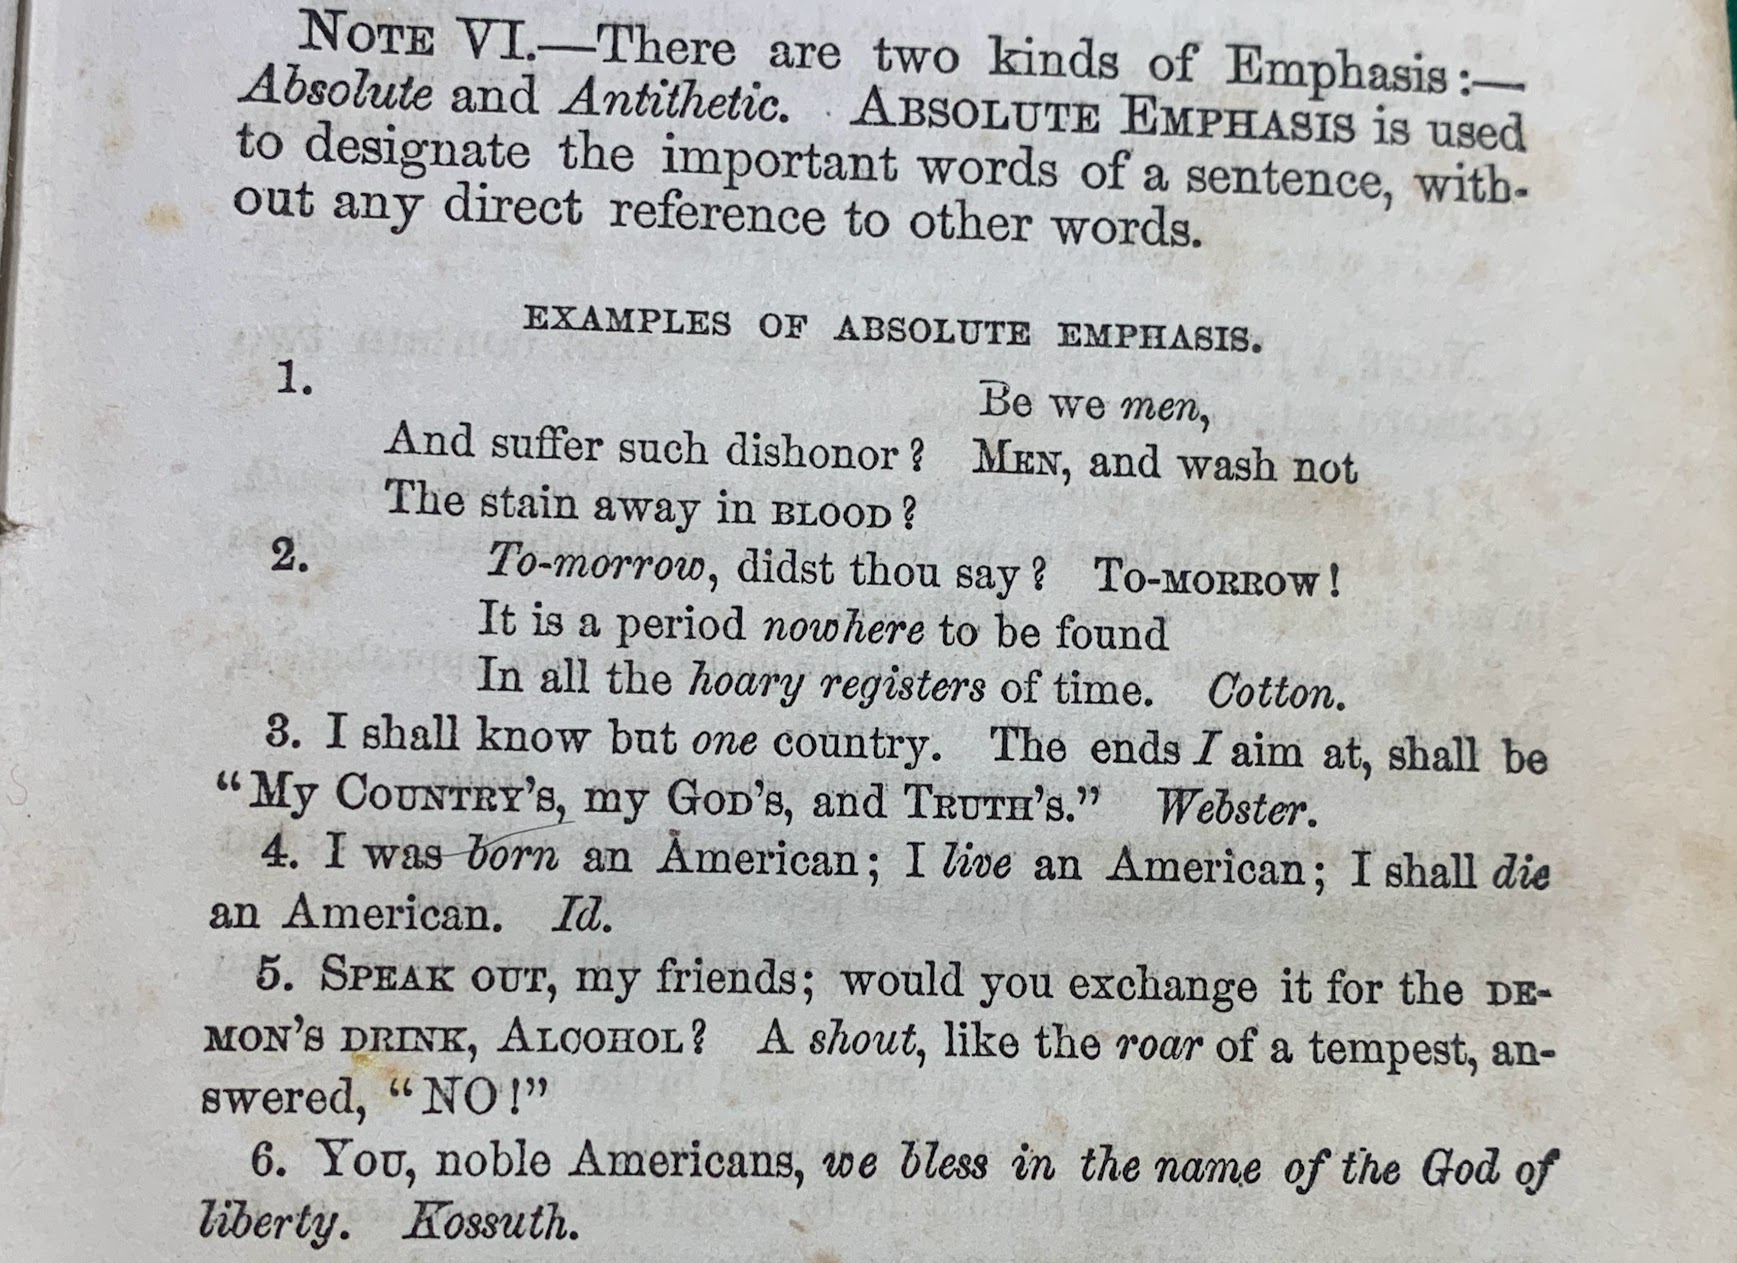 NOTE VI.—There are two kinds of Emphasis:—
Absolute and Antithetic. ABSOLUTE EMPHASIS is used
to designate the important words of a sentence, with-
out any direct reference to other words.
EXAMPLES OF ABSOLUTE EMPHASIS.
1. Be we men,
And suffer such dishonor? MEN, and wash not
The stain away in BLOOD?
2. To-morrow, didst thou say? TO-MORROW!
It is a period nowhere to be found
In all the hoary registers of time. Cotton.
3. I shall know but one country. The ends I aim at, shall be
"MY COUNTRY'S, my GOD'S, and TRUTH'S." Webster.
4. I was born an American; I live an American; I shall die
an American. Id.
5. SPEAK OUT, my friends; would you exchange it for the DE-
MON'S DRINK, ALCOHOL? A shout, like the roar of a tempest, an-
swered, "NO!"
6. YOU, noble Americans, we bless in the name of the God of
liberty. Kossuth.